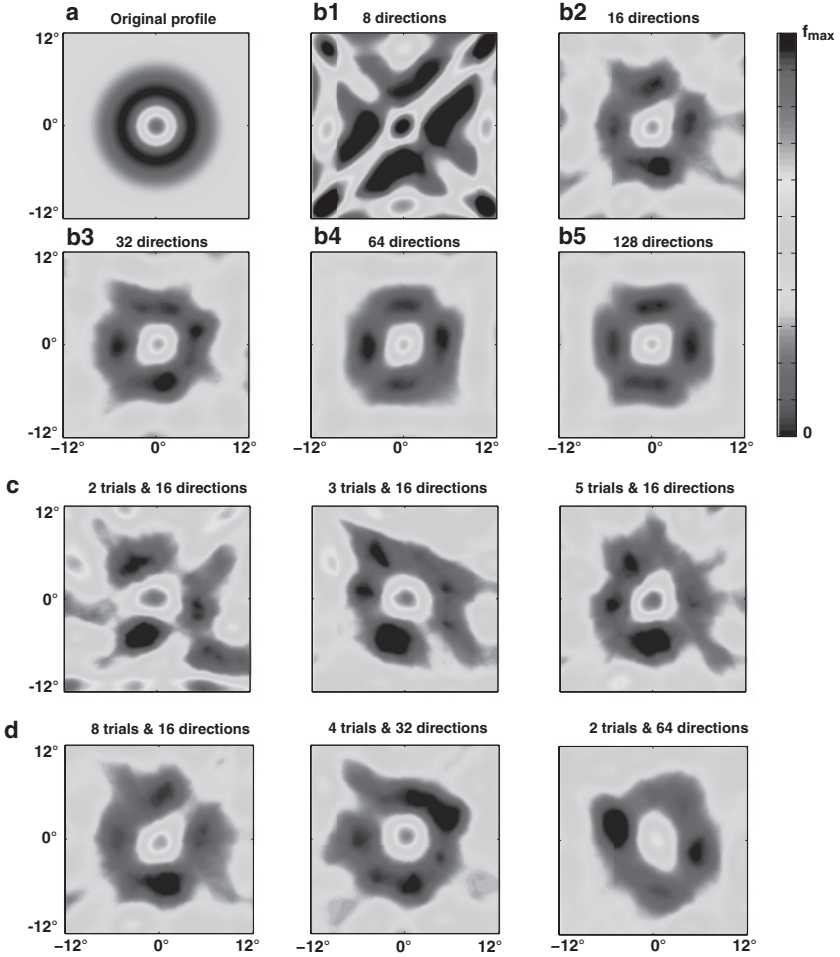 a
Original profile
b1
8 directions
b2
16 directions
fmax
12°
0°
-12°
0
b3
32 directions
b4
64 directions
b5
128 directions
12°
0°
-12°
−12° 0° 12°
−12° 0° 12°
−12° 0° 12°
c
2 trials & 16 directions
3 trials & 16 directions
5 trials & 16 directions
12°
0°
-12°
d
8 trials & 16 directions
4 trials & 32 directions
2 trials & 64 directions
12°
0°
-12°
−12° 0° 12°
−12° 0° 12°
−12° 0° 12°